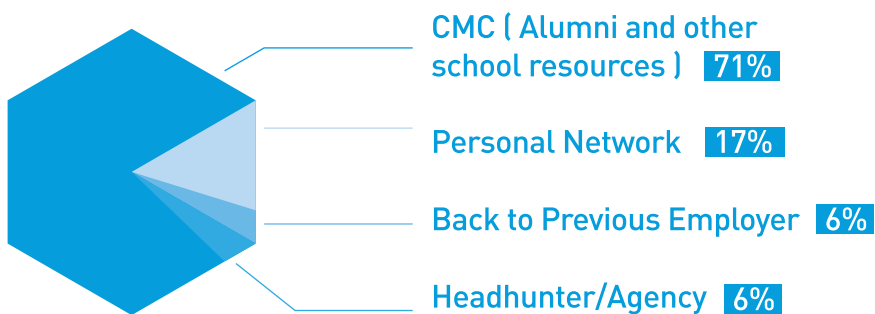 CMC ( Alumni and other
school resources ) 71%
Personal Network 17%
Back to Previous Employer 6%
Headhunter/Agency 6%